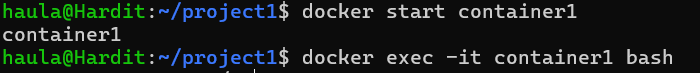 haula@Hardit:~/project1$ docker start container1
container1
haula@Hardit:~/project1$ docker exec -it container1 bash